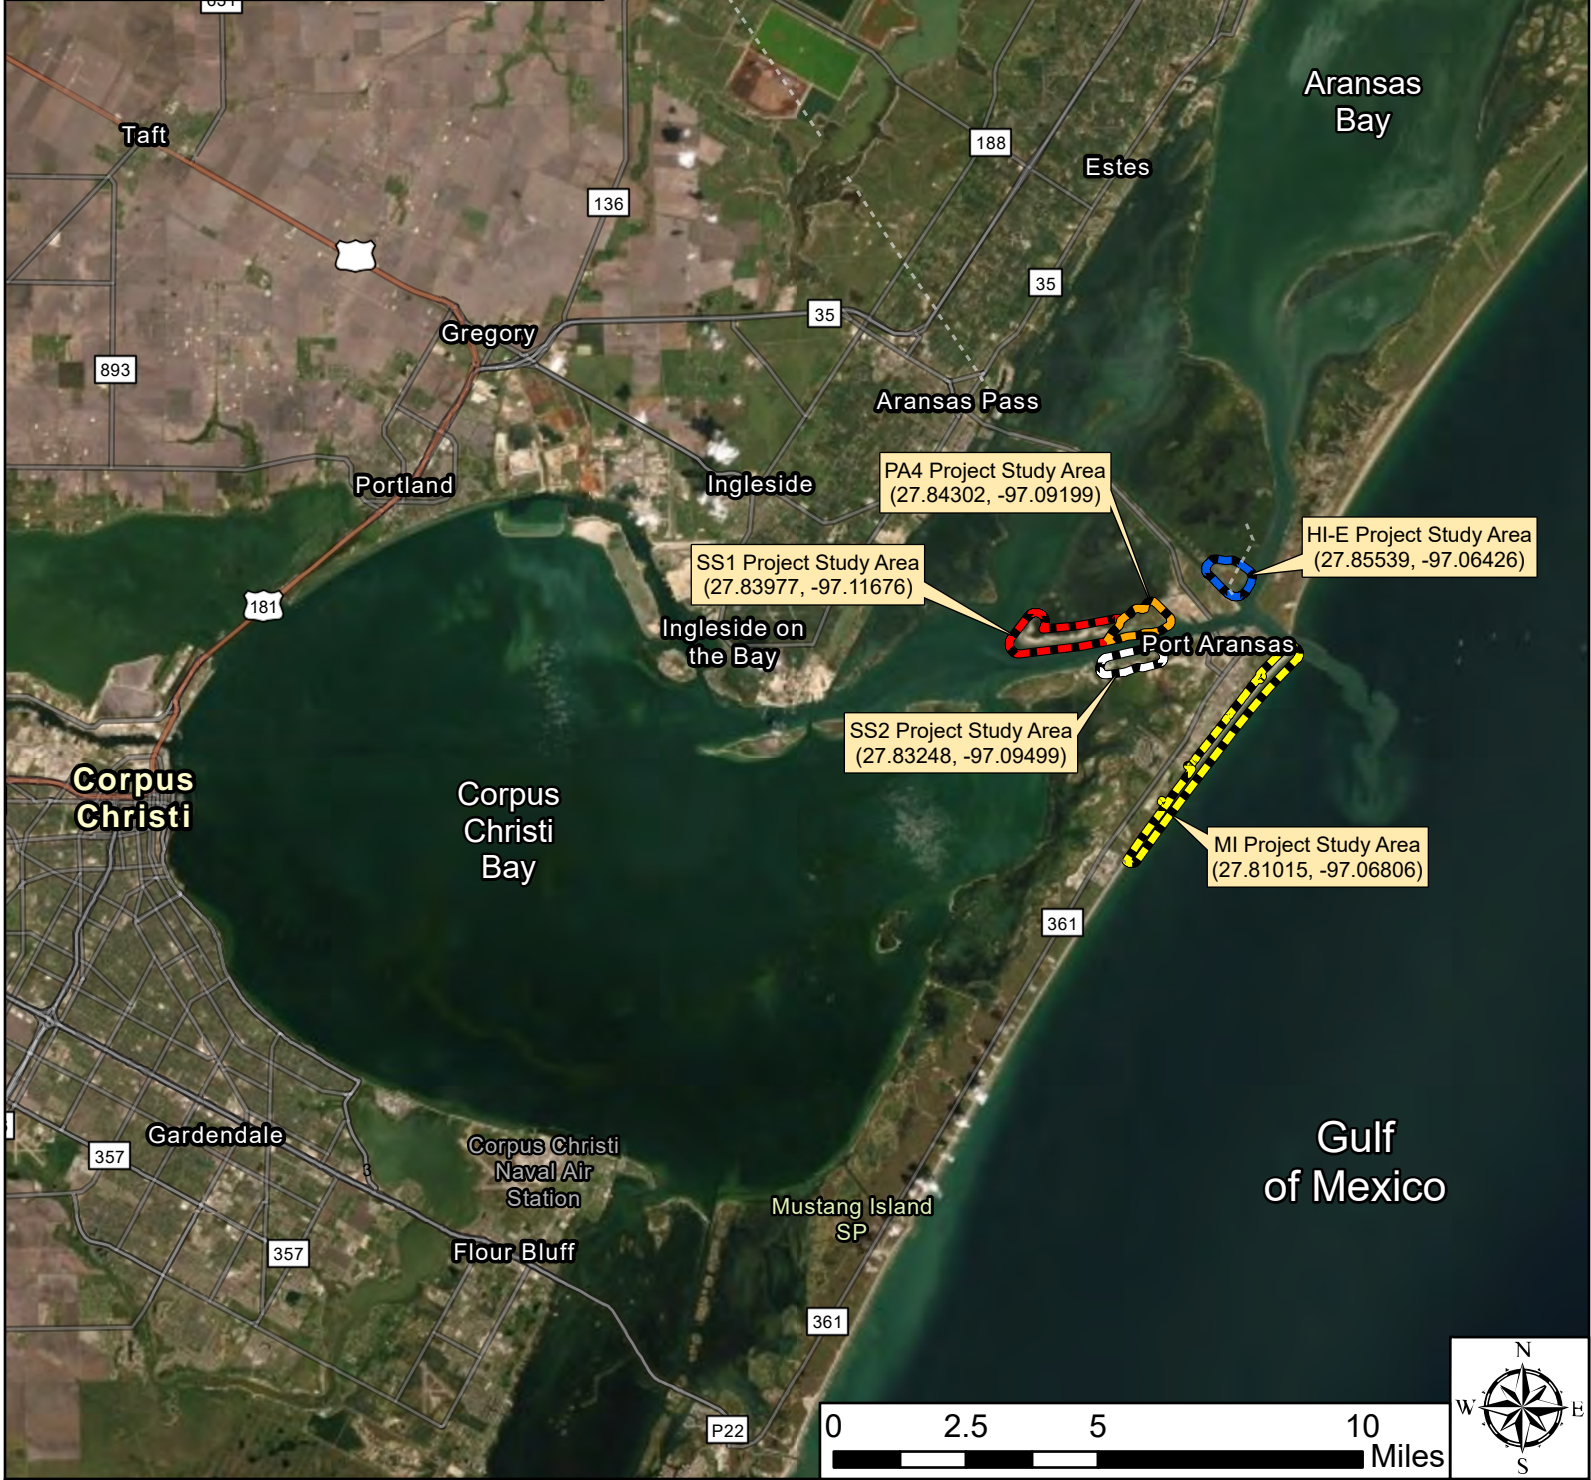 Aransas
Bay
Taft
188
Estes
136
35
35
Gregory
893
Aransas Pass
Portland
Ingleside
PA4 Project Study Area
(27.84302, -97.09199)
HI-E Project Study Area
(27.85539, -97.06426)
SS1 Project Study Area
(27.83977, -97.11676)
181
Ingleside on
the Bay
Port Aransas
SS2 Project Study Area
(27.83248, -97.09499)
Corpus
Christi
Corpus
Christi
Bay
MI Project Study Area
(27.81015, -97.06806)
361
Gardendale
357
3
Corpus Christi
Naval Air
Station
Gulf
of Mexico
Mustang Island
SP
357
Flour Bluff
361
P22
0 2.5 5 10
Miles
N
W E
S